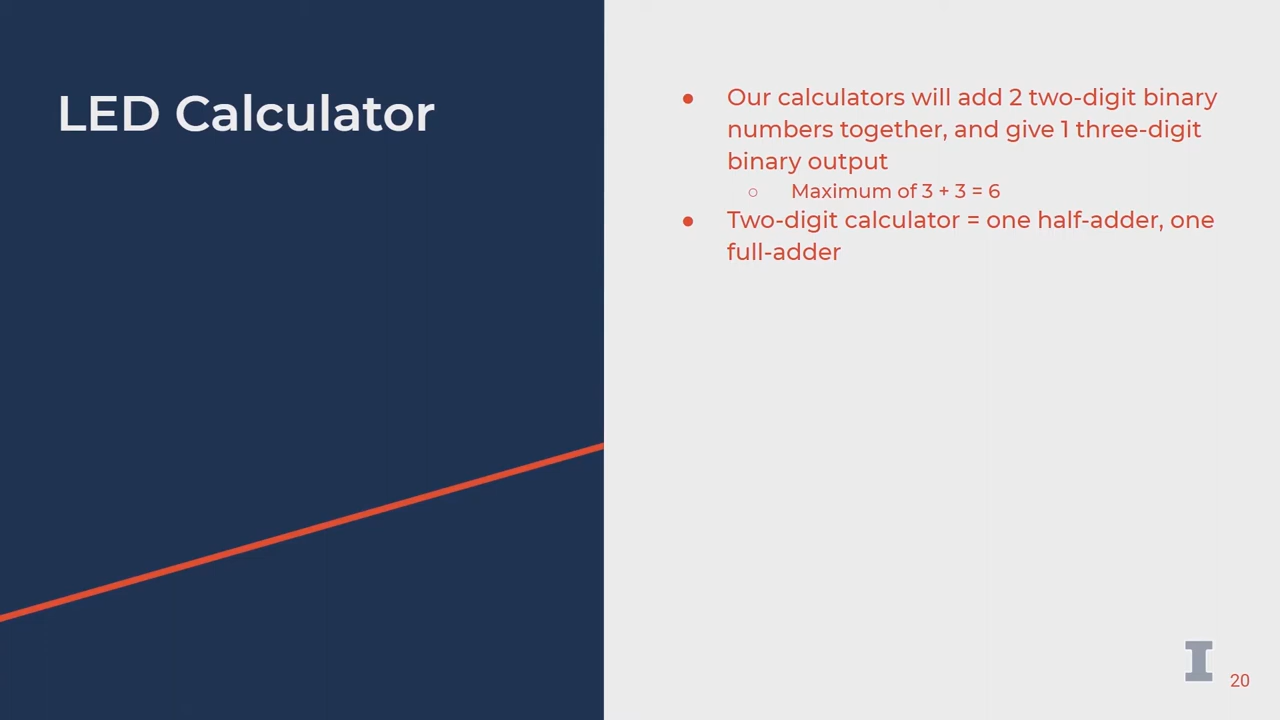 LED Calculator
● Our calculators will add 2 two-digit binary
numbers together, and give 1 three-digit
binary output
○ Maximum of 3 + 3 = 6
● Two-digit calculator = one half-adder, one
full-adder
I
20